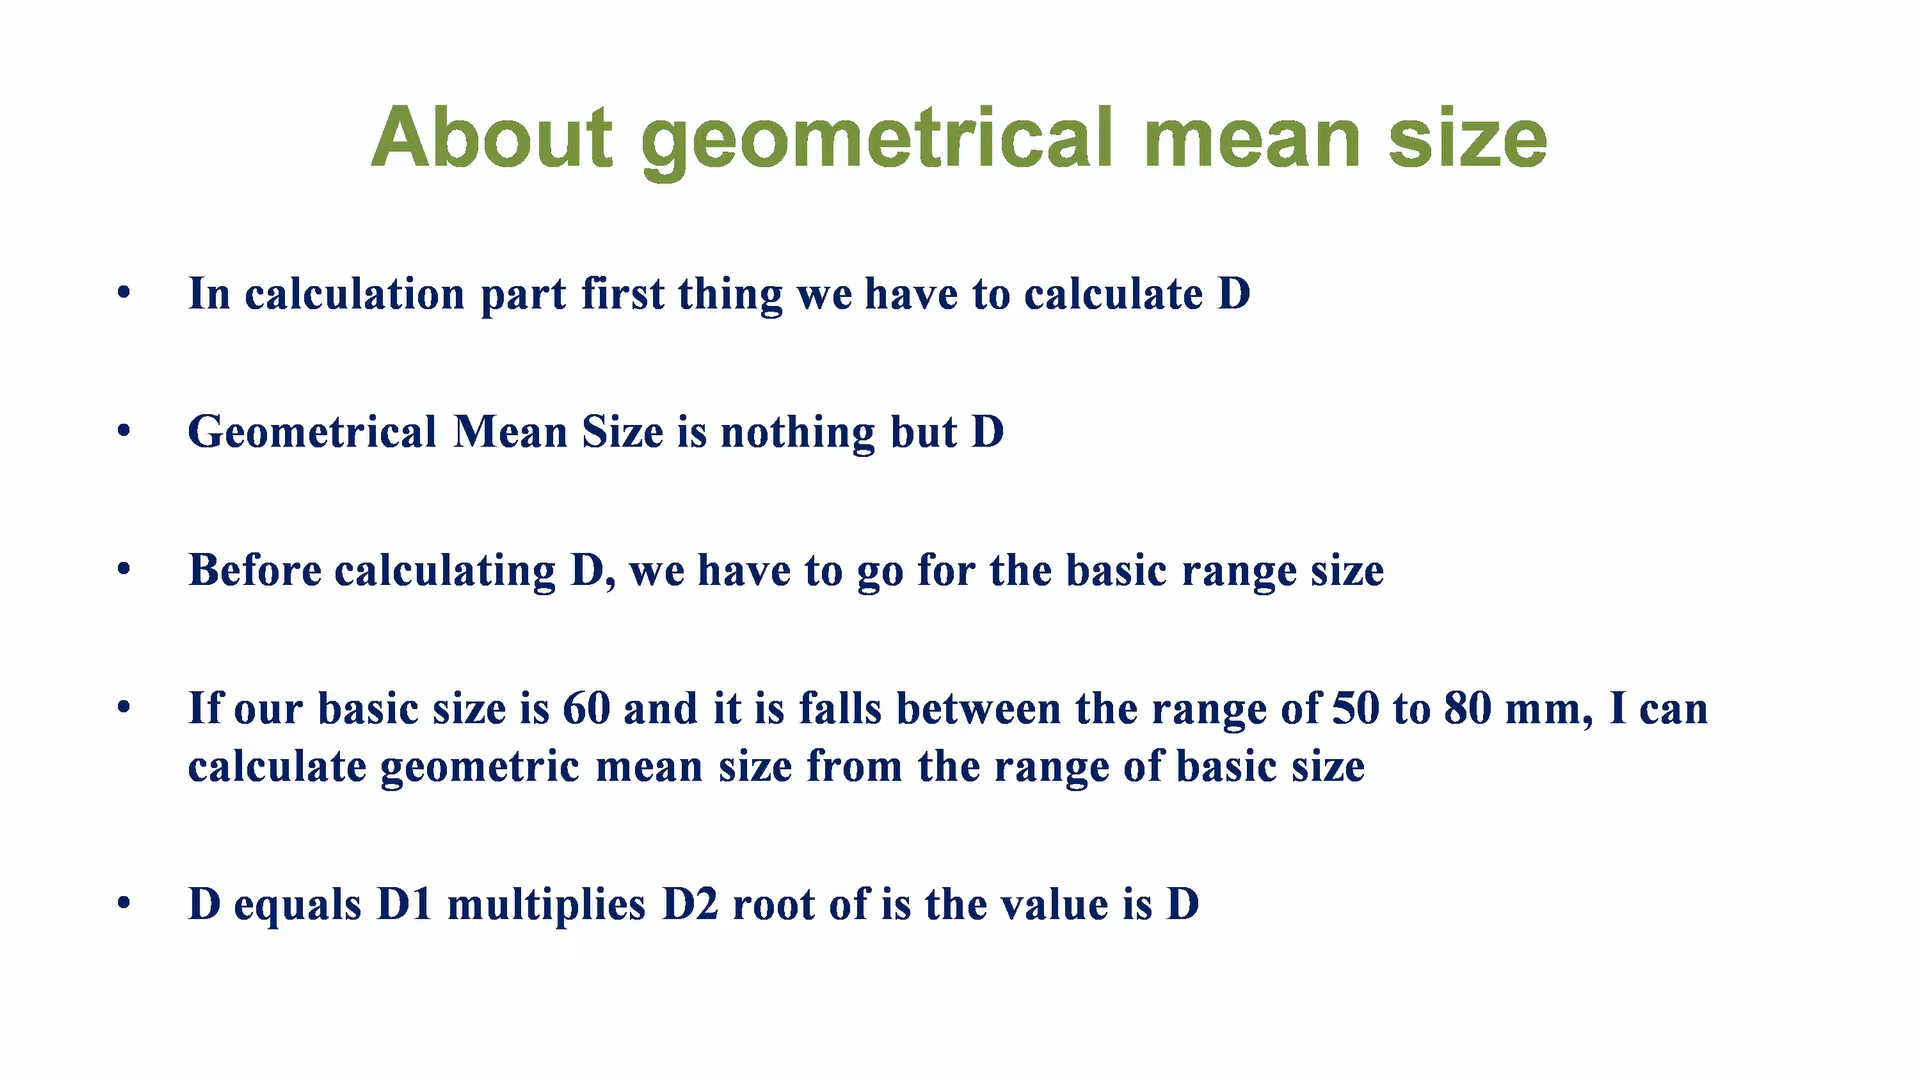 About geometrical mean size
• In calculation part first thing we have to calculate D
• Geometrical Mean Size is nothing but D
• Before calculating D, we have to go for the basic range size
• If our basic size is 60 and it is falls between the range of 50 to 80 mm, I can
calculate geometric mean size from the range of basic size
• D equals D1 multiplies D2 root of is the value is D